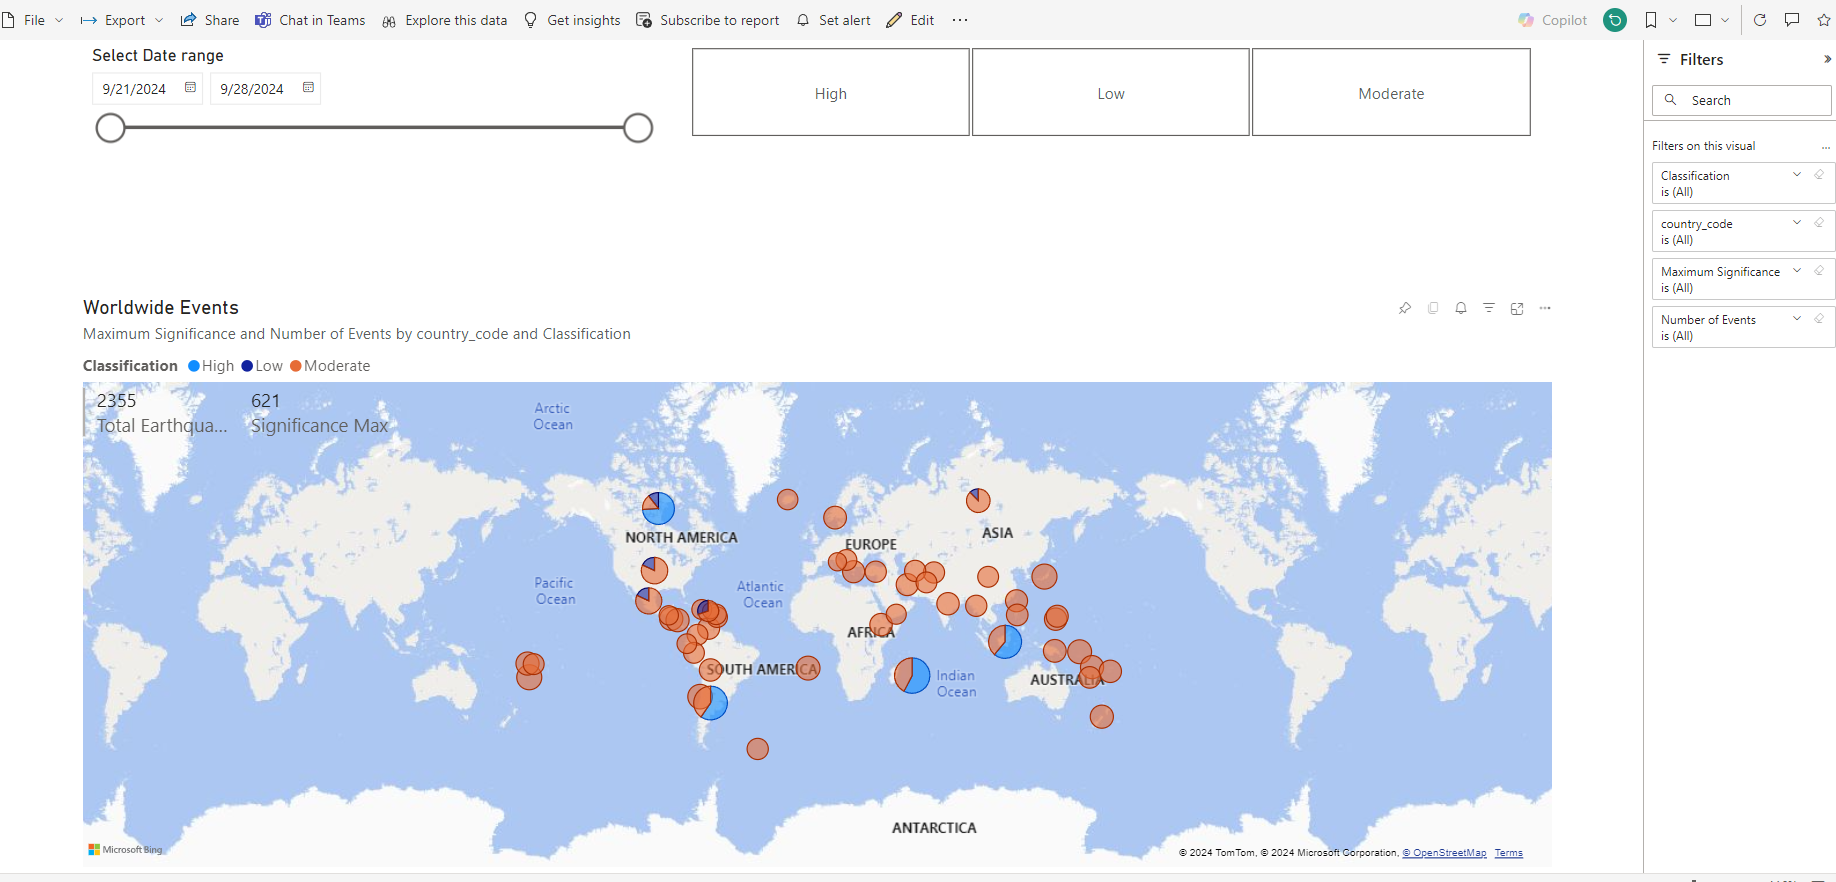 File Export Share Chat in Teams Explore this data Get insights Subscribe to report Set alert Edit ... Copilot
Select Date range
9/21/2024 9/28/2024
High Low Moderate
Filters
Search
Filters on this visual ...
Classification
is (All)
country_code
is (All)
Maximum Significance
is (All)
Number of Events
is (All)
Worldwide Events
Maximum Significance and Number of Events by country_code and Classification
Classification High Low Moderate
2355 621
Total Earthqua... Significance Max
Arctic
Ocean
NORTH AMERICA
EUROPE
ASIA
Pacific
Ocean
Atlantic
Ocean
AFRICA
SOUTH AMERICA
Indian
Ocean
AUSTRALIA
ANTARCTICA
Microsoft Bing
© 2024 TomTom, © 2024 Microsoft Corporation, © OpenStreetMap Terms